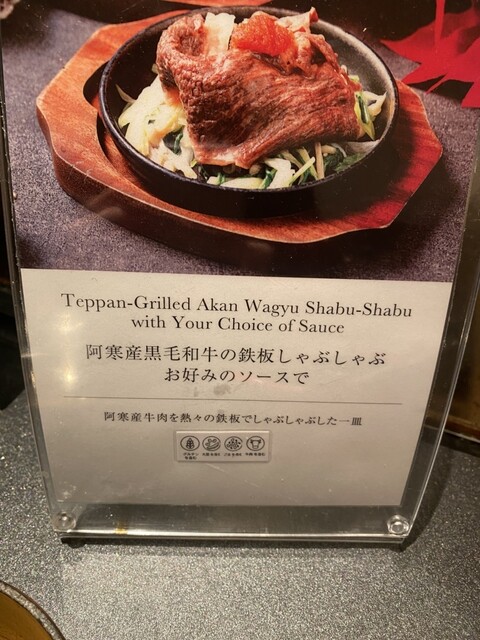 Teppan-Grilled Akan Wagyu Shabu-Shabu
with Your Choice of Sauce
阿寒産黒毛和牛の鉄板しゃぶしゃぶ
お好みのソースで
阿寒産牛肉を熱々の鉄板でしゃぶしゃぶした一皿